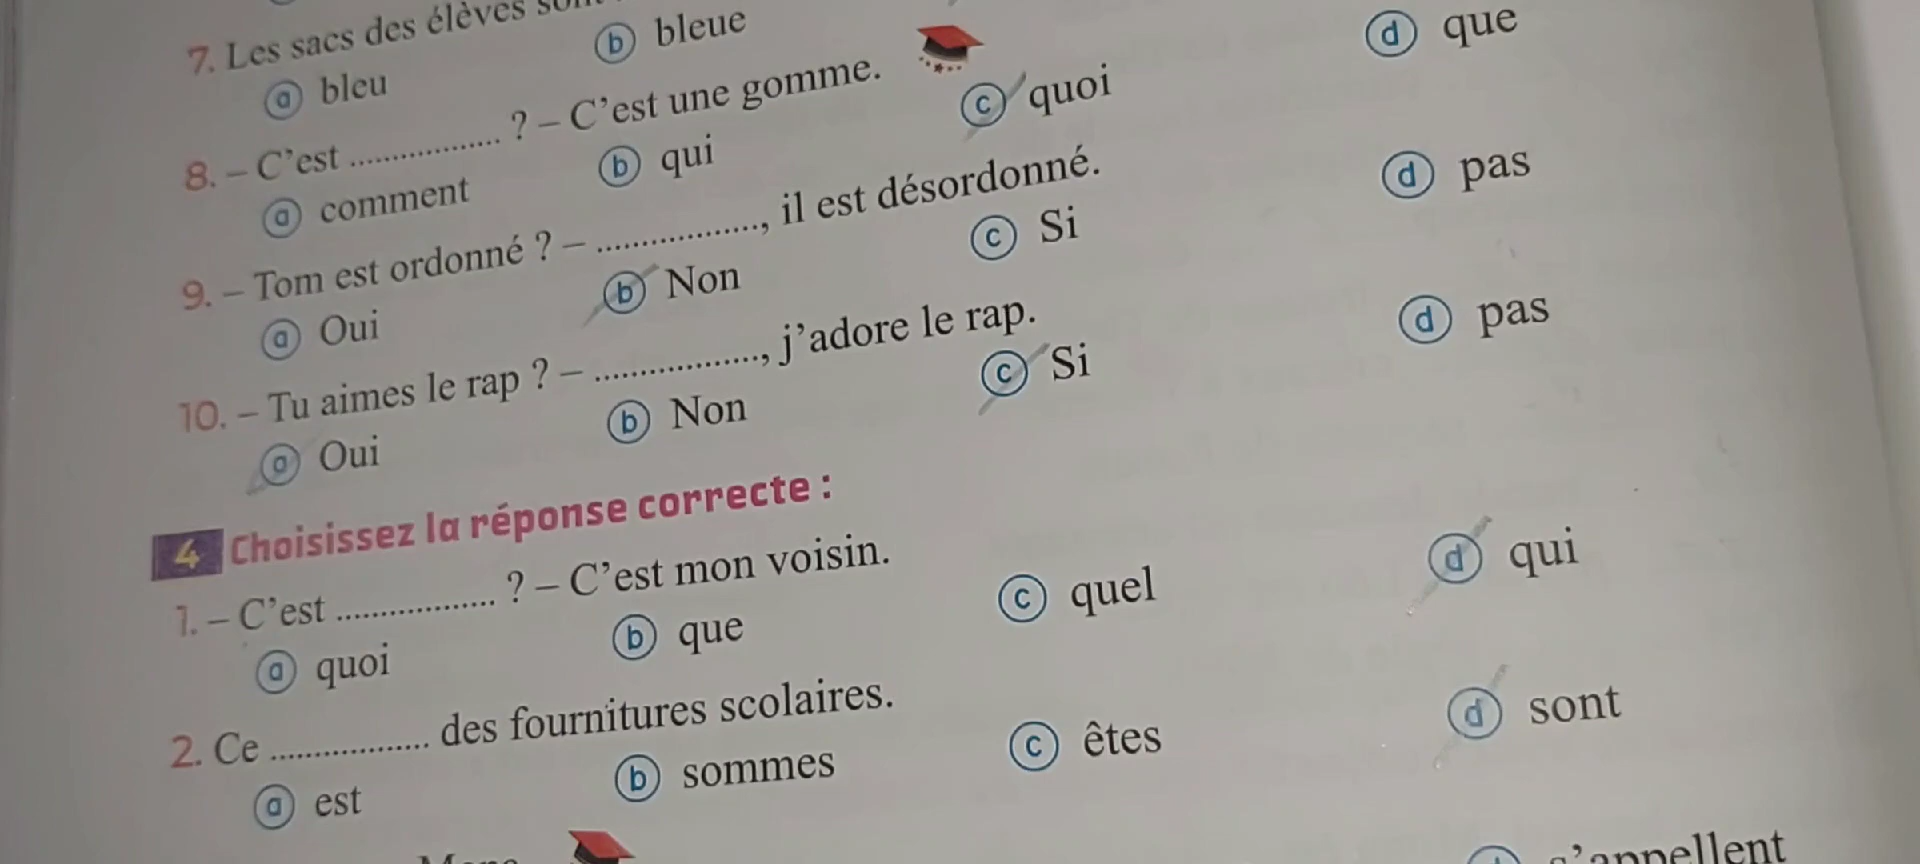 7. Les sacs des élèves
ⓐ bleu ⓑ bleue
8. – C'est .................. ? – C'est une gomme.
ⓐ comment ⓑ qui ⓒ quoi ⓓ que
9. – Tom est ordonné ? – .................., il est désordonné.
ⓐ Oui ⓑ Non ⓒ Si ⓓ pas
10. – Tu aimes le rap ? – .................., j'adore le rap.
ⓐ Oui ⓑ Non ⓒ Si ⓓ pas
4 Choisissez la réponse correcte :
1. – C'est .................. ? – C'est mon voisin.
ⓐ quoi ⓑ que ⓒ quel ⓓ qui
2. Ce .................. des fournitures scolaires.
ⓐ est ⓑ sommes ⓒ êtes ⓓ sont
s'appellent